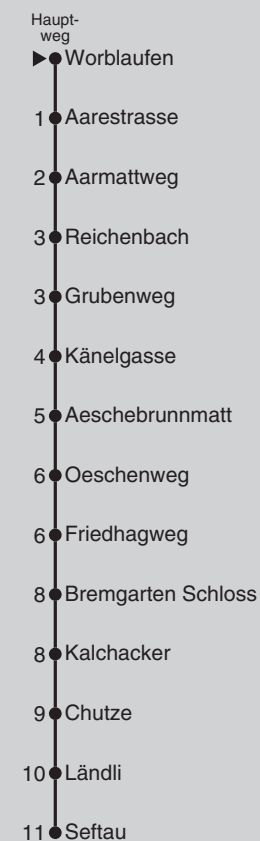 Haupt-
weg
Worblaufen
1 Aarestrasse
2 Aarmattweg
3 Reichenbach
3 Grubenweg
4 Känelgasse
5 Aeschebrunnmatt
6 Oeschenweg
6 Friedhagweg
8 Bremgarten Schloss
8 Kalchacker
9 Chutze
10 Ländli
11 Seftau